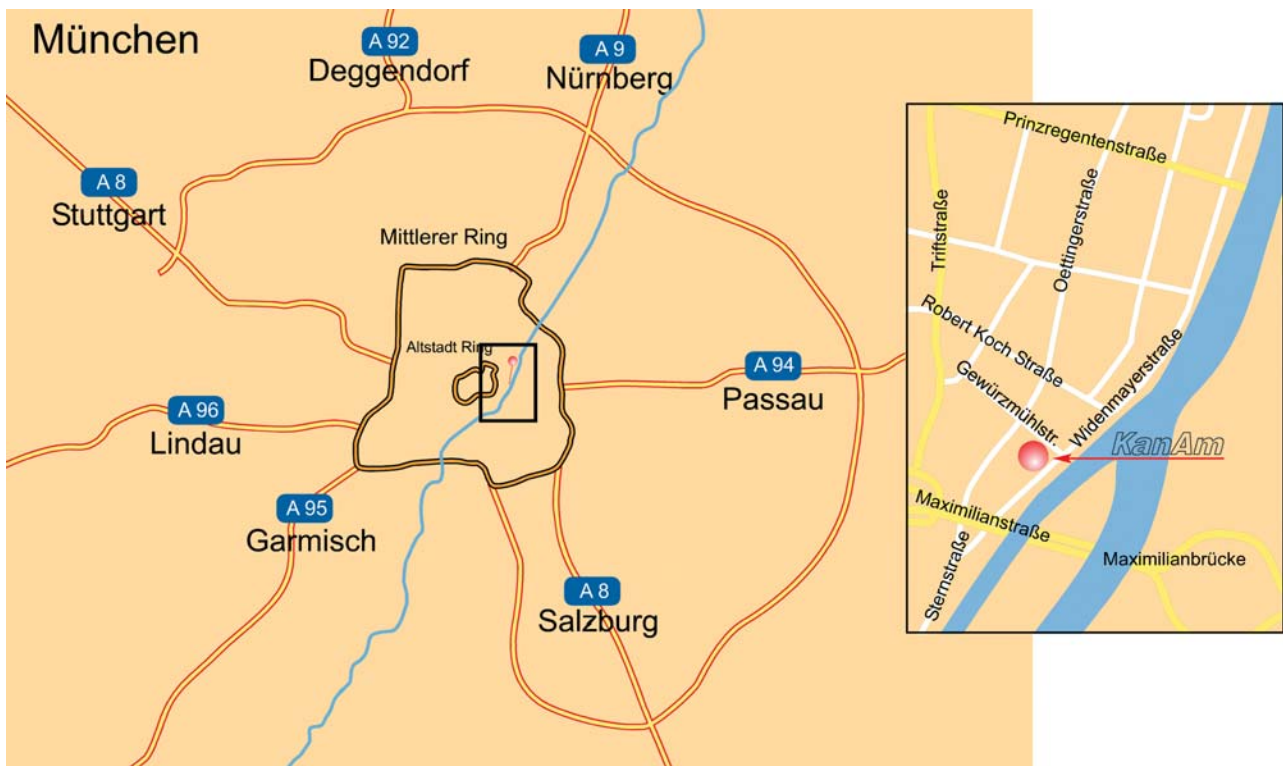 München
A 92
Deggendorf
A 9
Nürnberg
A 8
Stuttgart
Mittlerer Ring
Altstadt Ring
A 94
Passau
A 96
Lindau
A 95
Garmisch
A 8
Salzburg
Prinzregentenstraße
Triftstraße
Oettingerstraße
Robert Koch Straße
Gewürzmühlstr.
Widenmayerstraße
KanAm
Maximilianstraße
Maximilianbrücke
Sternstraße